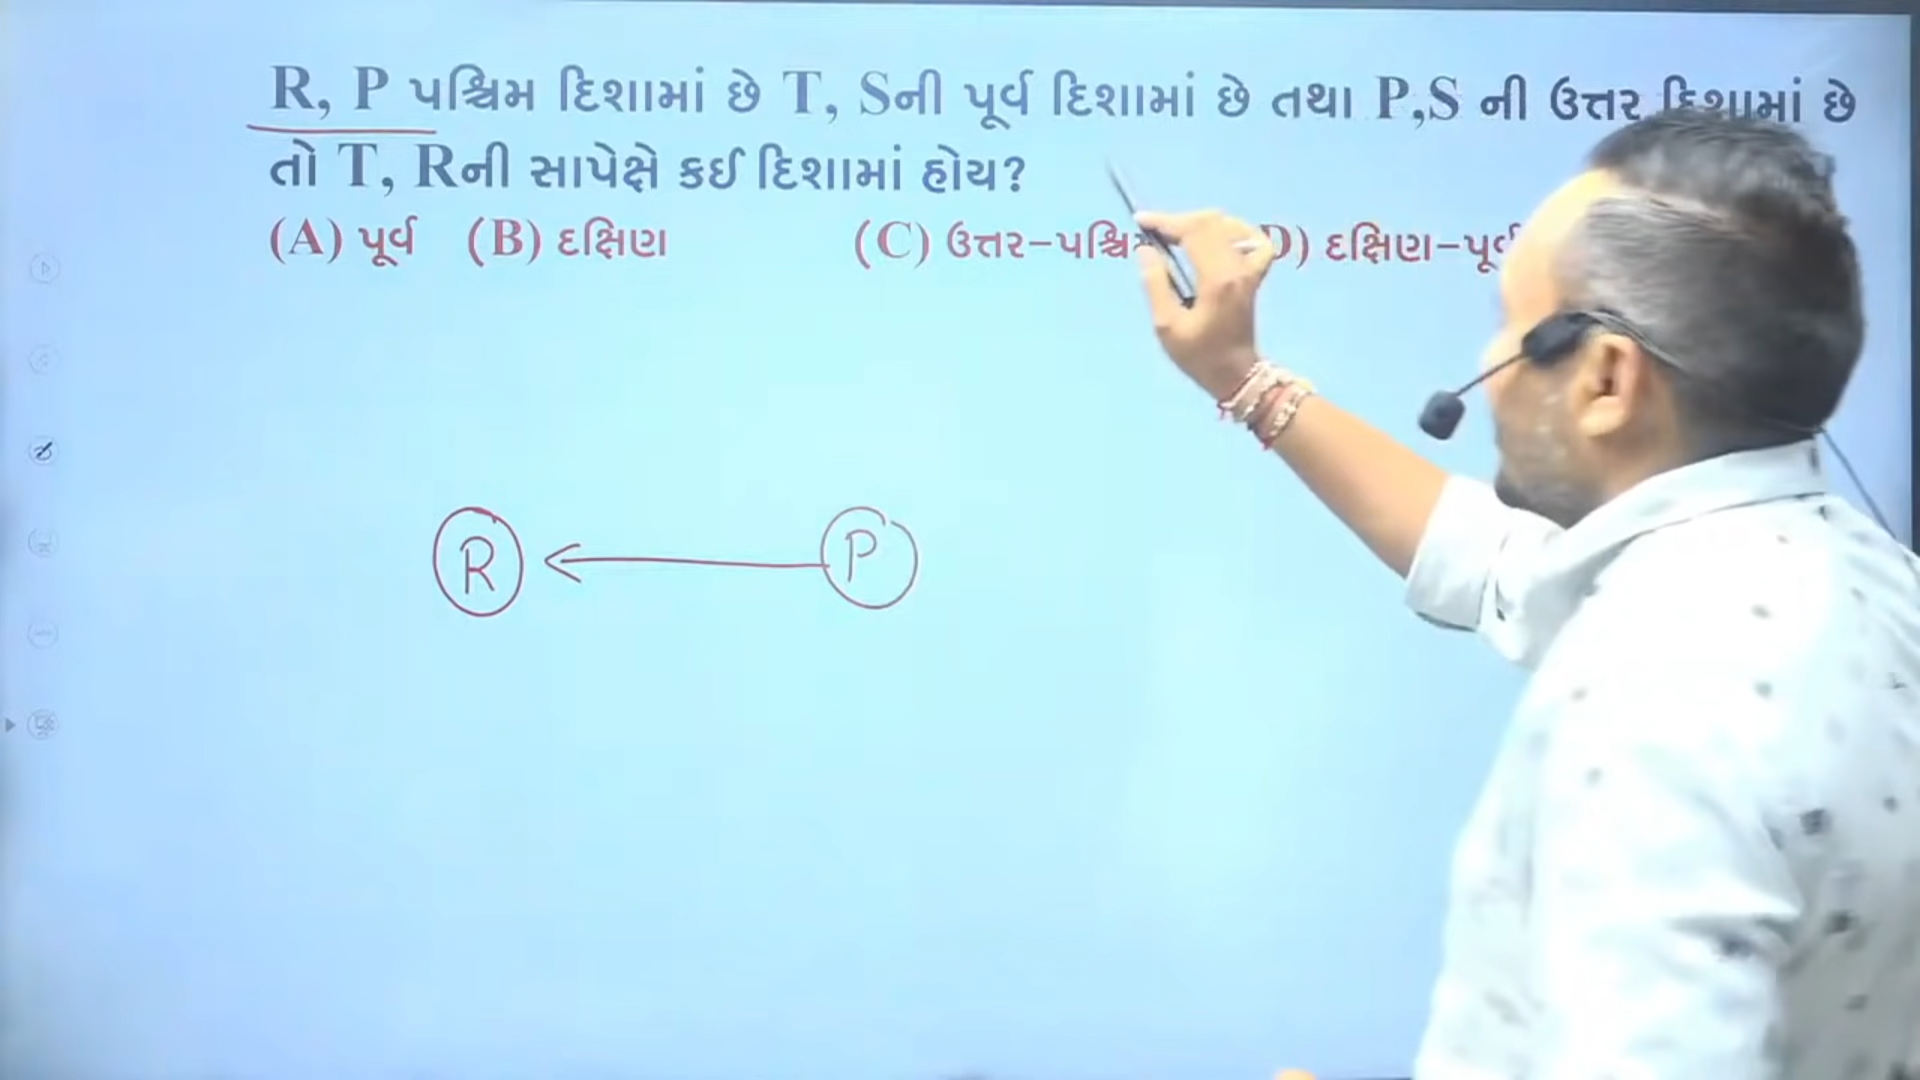 R, P પશ્ચિમ દિશામાં છે T, Sની પૂર્વ દિશામાં છે તથા P,S ની ઉત્તર દિશામાં છે
તો T, Rની સાપેક્ષે કઈ દિશામાં હોય?
(A) પૂર્વ (B) દક્ષિણ (C) ઉત્તર-પશ્ચિમ D) દક્ષિણ-પૂર્વ
R P